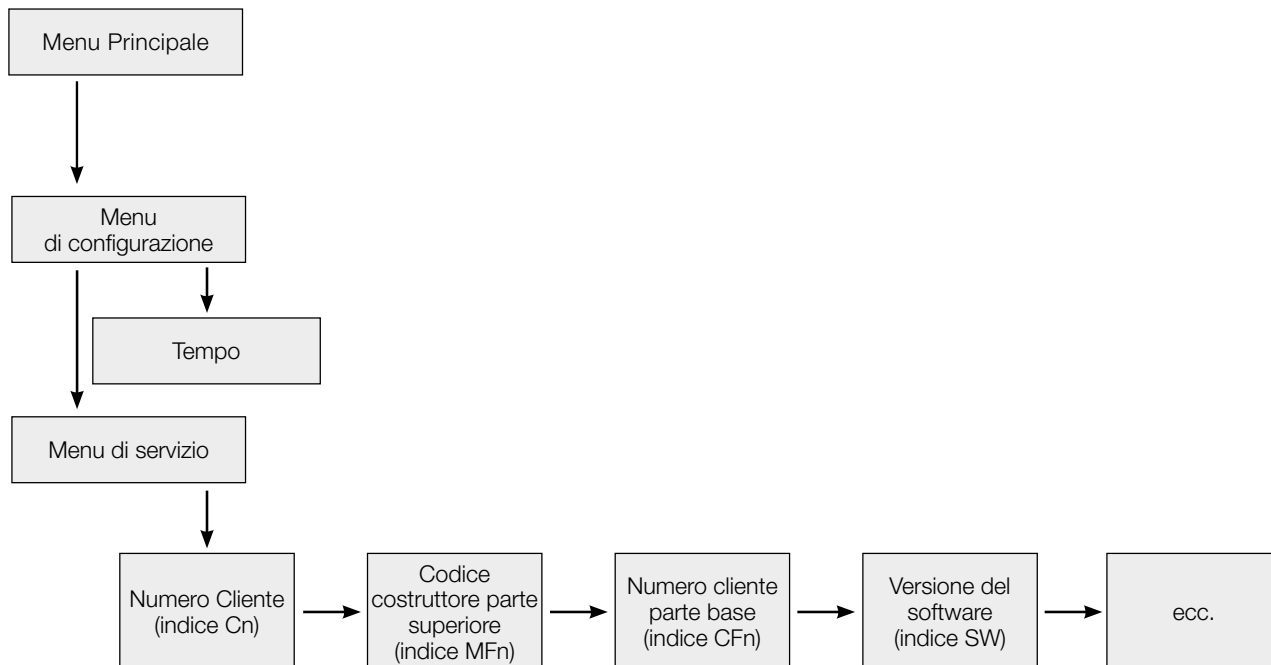 Menu Principale
Menu
di configurazione
Tempo
Menu di servizio
Numero Cliente
(indice Cn)
Codice
costruttore parte
superiore
(indice MFn)
Numero cliente
parte base
(indice CFn)
Versione del
software
(indice SW)
ecc.